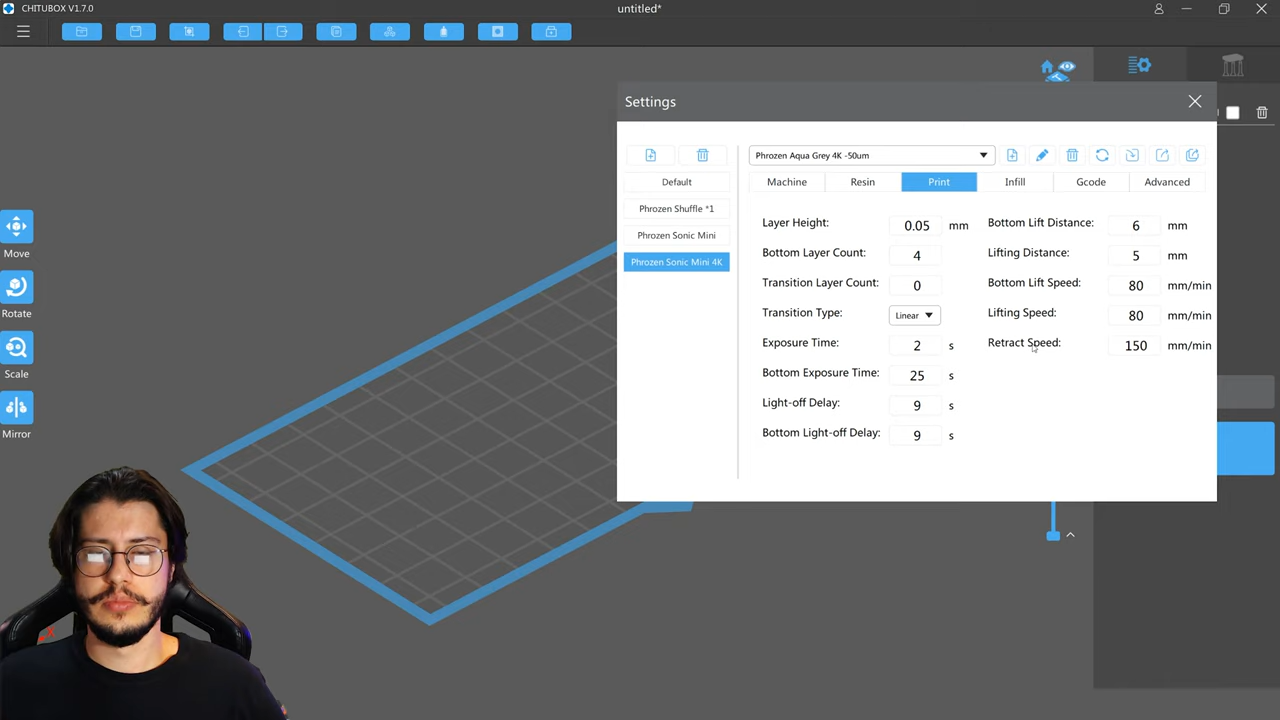 CHITUBOX V1.7.0
untitled*
Settings
Phrozen Aqua Grey 4K -50um
Default
Phrozen Shuffle *1
Phrozen Sonic Mini
Phrozen Sonic Mini 4K
Machine
Resin
Print
Infill
Gcode
Advanced
Layer Height: 0.05 mm
Bottom Layer Count: 4
Transition Layer Count: 0
Transition Type: Linear
Exposure Time: 2 s
Bottom Exposure Time: 25 s
Light-off Delay: 9 s
Bottom Light-off Delay: 9 s
Bottom Lift Distance: 6 mm
Lifting Distance: 5 mm
Bottom Lift Speed: 80 mm/min
Lifting Speed: 80 mm/min
Retract Speed: 150 mm/min
Move
Rotate
Scale
Mirror
X